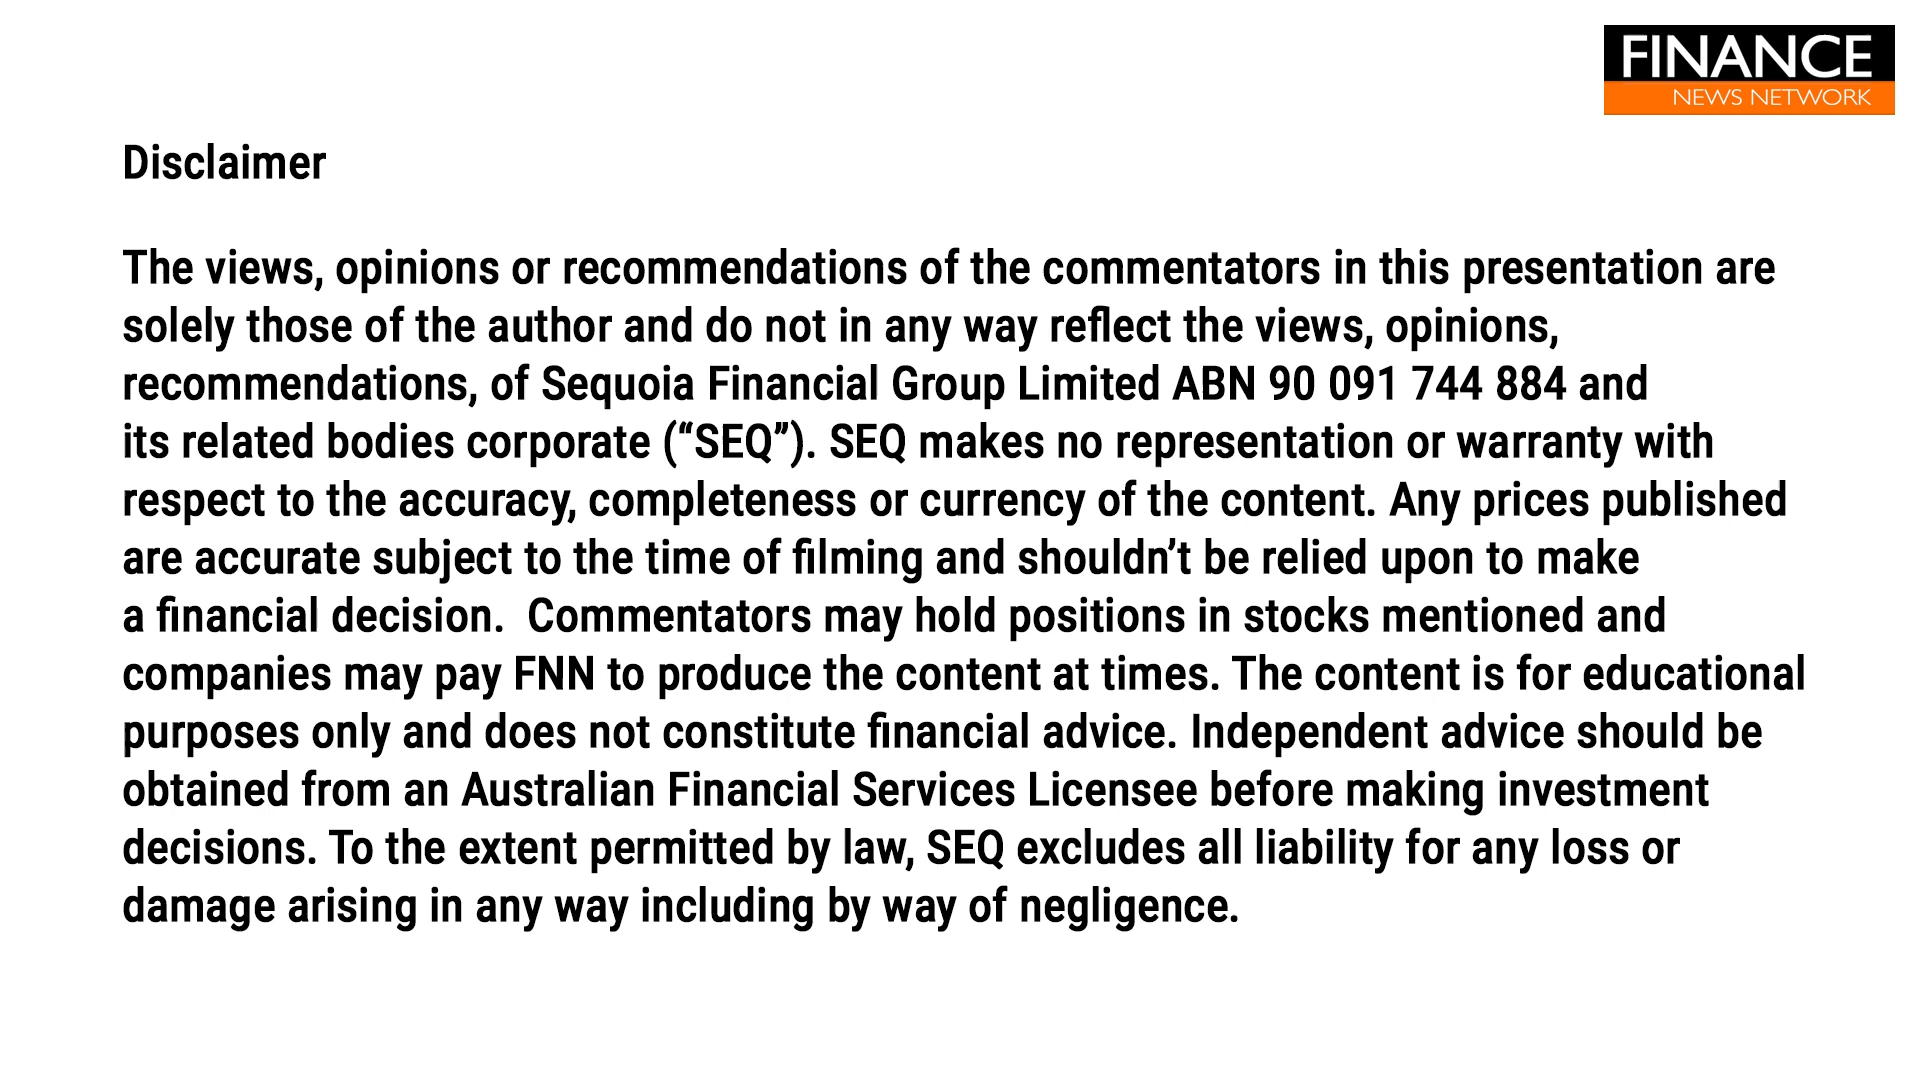 FINANCE
NEWS NETWORK
Disclaimer
The views, opinions or recommendations of the commentators in this presentation are
solely those of the author and do not in any way reflect the views, opinions,
recommendations, of Sequoia Financial Group Limited ABN 90 091 744 884 and
its related bodies corporate (“SEQ”). SEQ makes no representation or warranty with
respect to the accuracy, completeness or currency of the content. Any prices published
are accurate subject to the time of filming and shouldn’t be relied upon to make
a financial decision.  Commentators may hold positions in stocks mentioned and
companies may pay FNN to produce the content at times. The content is for educational
purposes only and does not constitute financial advice. Independent advice should be
obtained from an Australian Financial Services Licensee before making investment
decisions. To the extent permitted by law, SEQ excludes all liability for any loss or
damage arising in any way including by way of negligence.